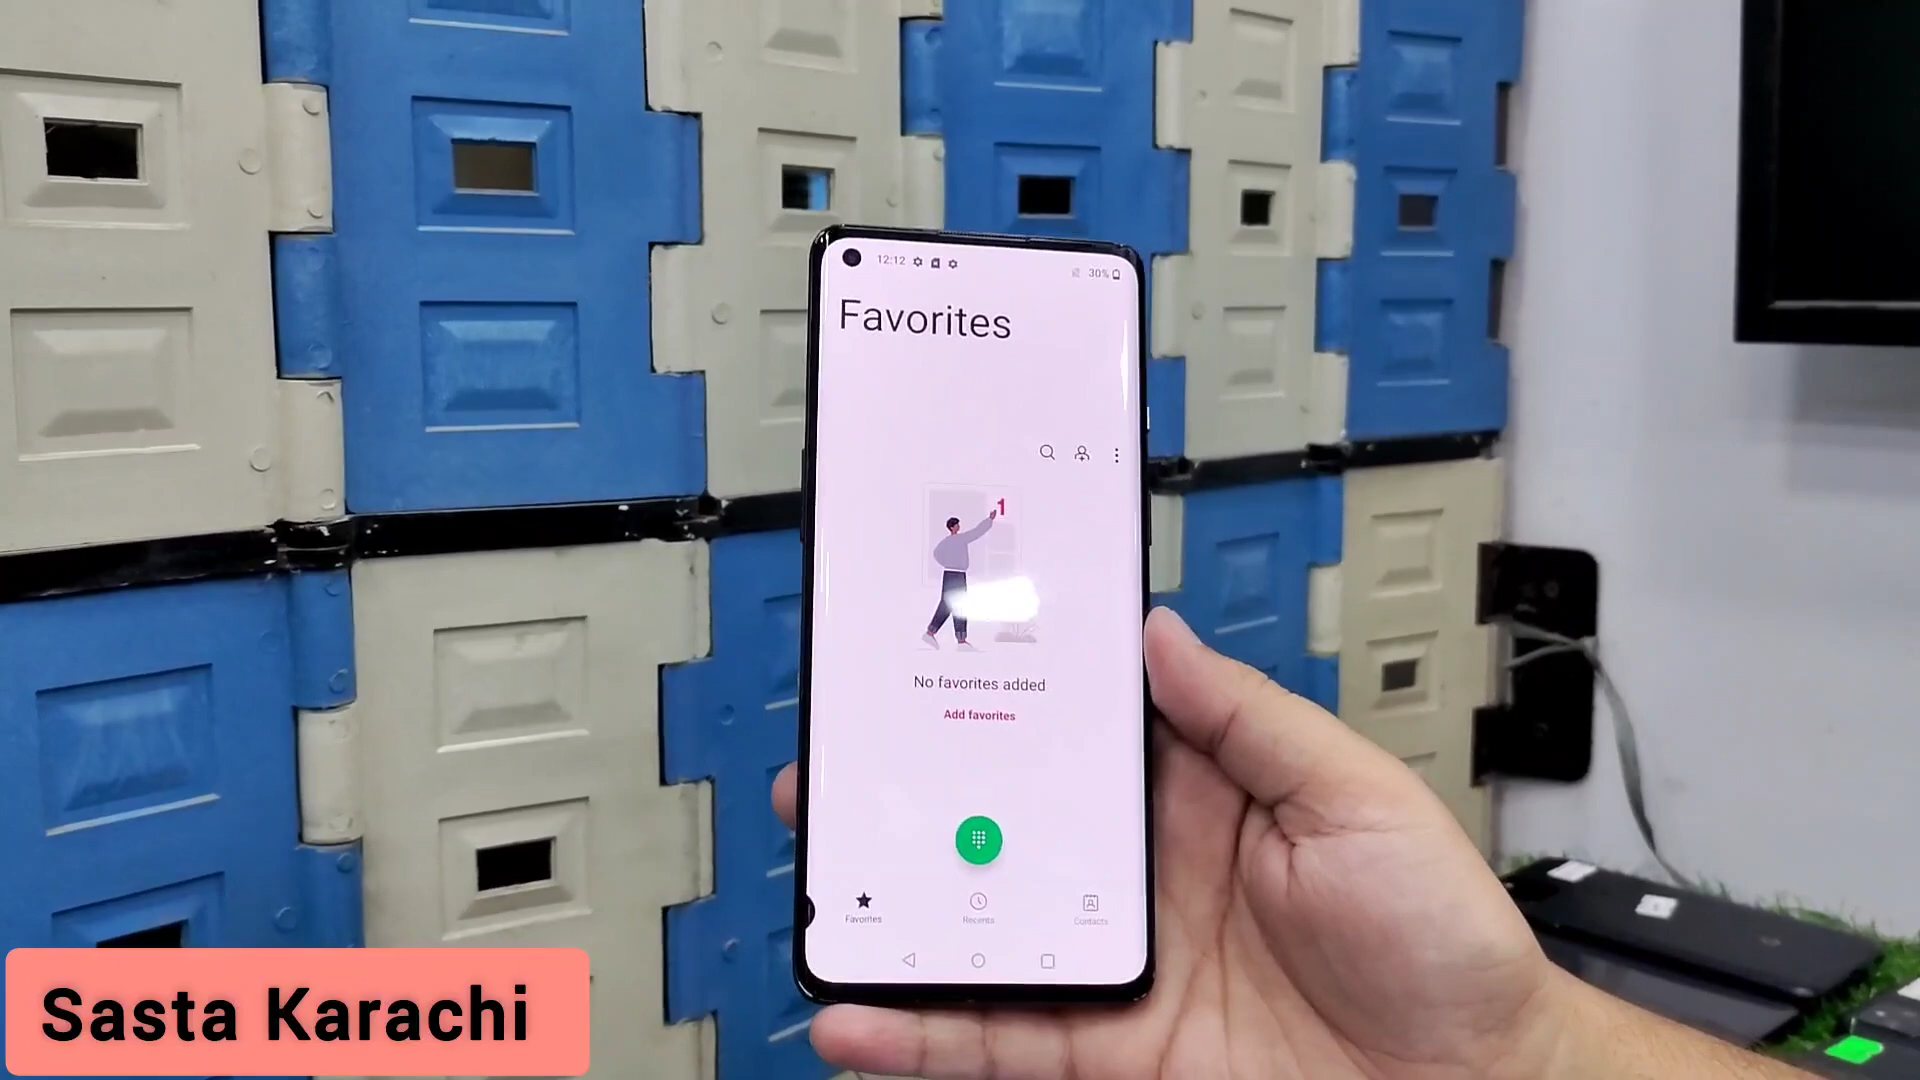 12:12
30%
Favorites
1
No favorites added
Add favorites
Favorites
Recents
Contacts
Sasta Karachi